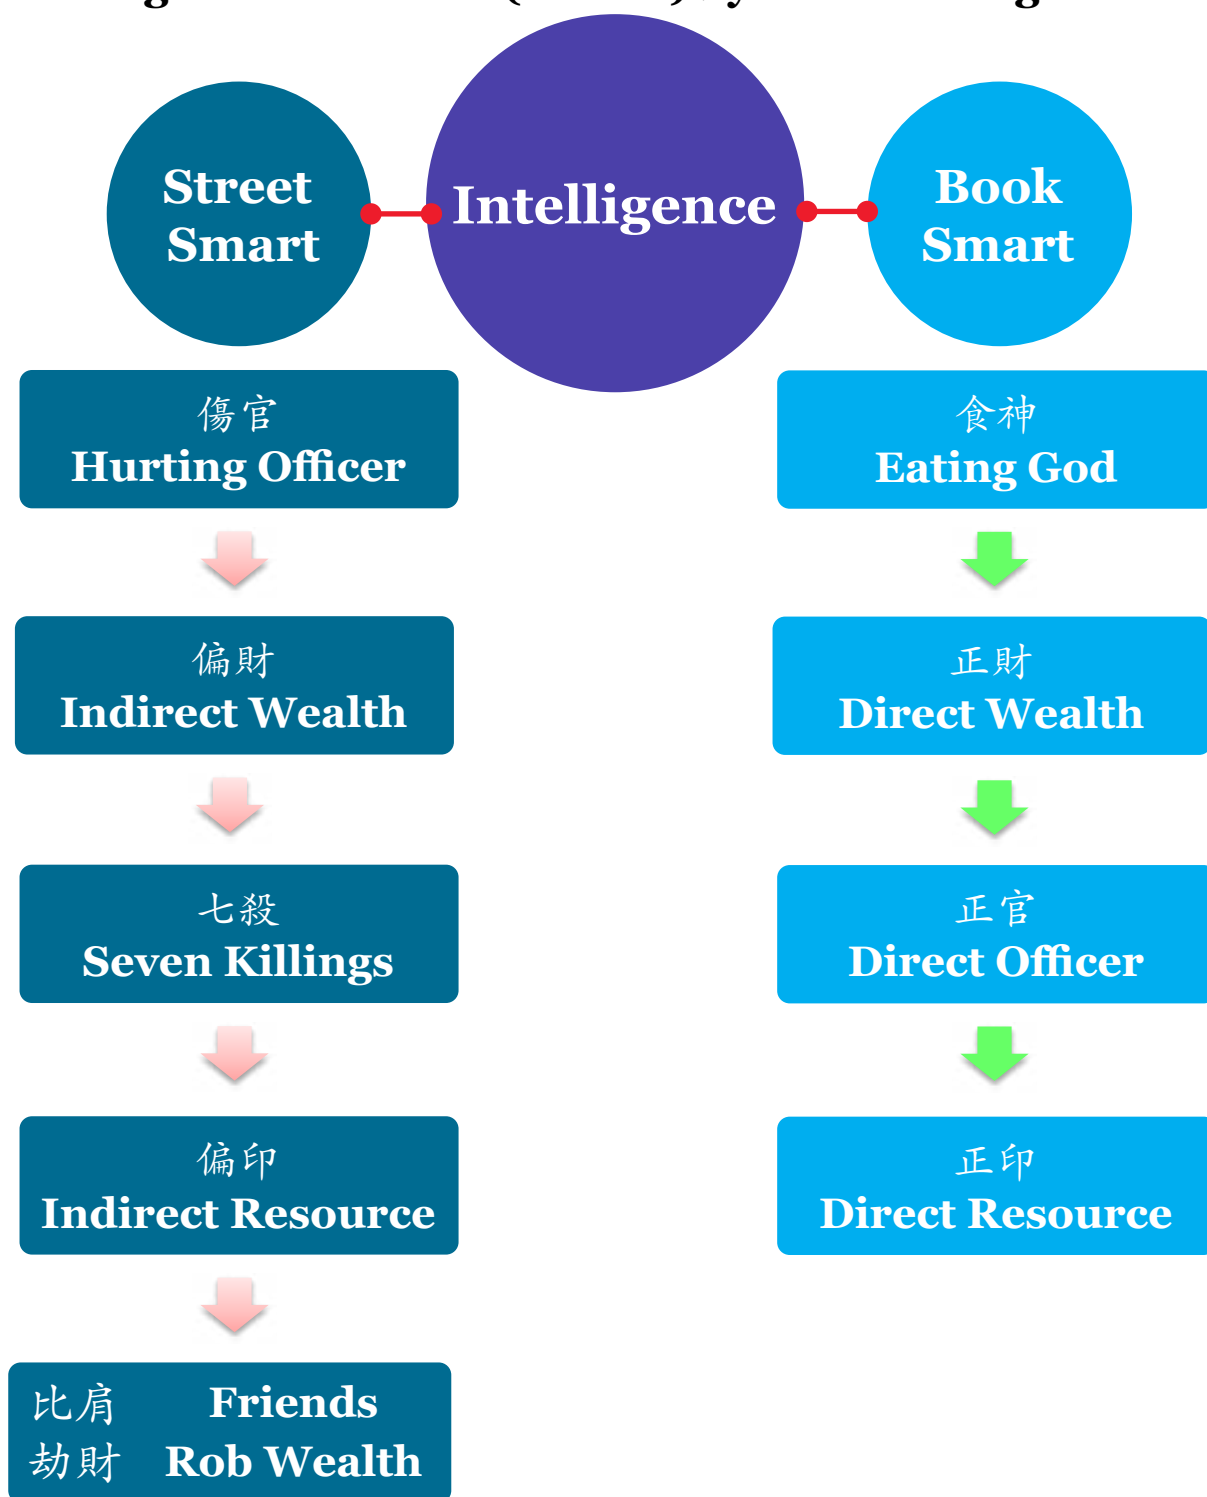 Street
Smart
Intelligence
Book
Smart
傷官
Hurting Officer
食神
Eating God
偏財
Indirect Wealth
正財
Direct Wealth
七殺
Seven Killings
正官
Direct Officer
偏印
Indirect Resource
正印
Direct Resource
比肩 Friends
劫財 Rob Wealth